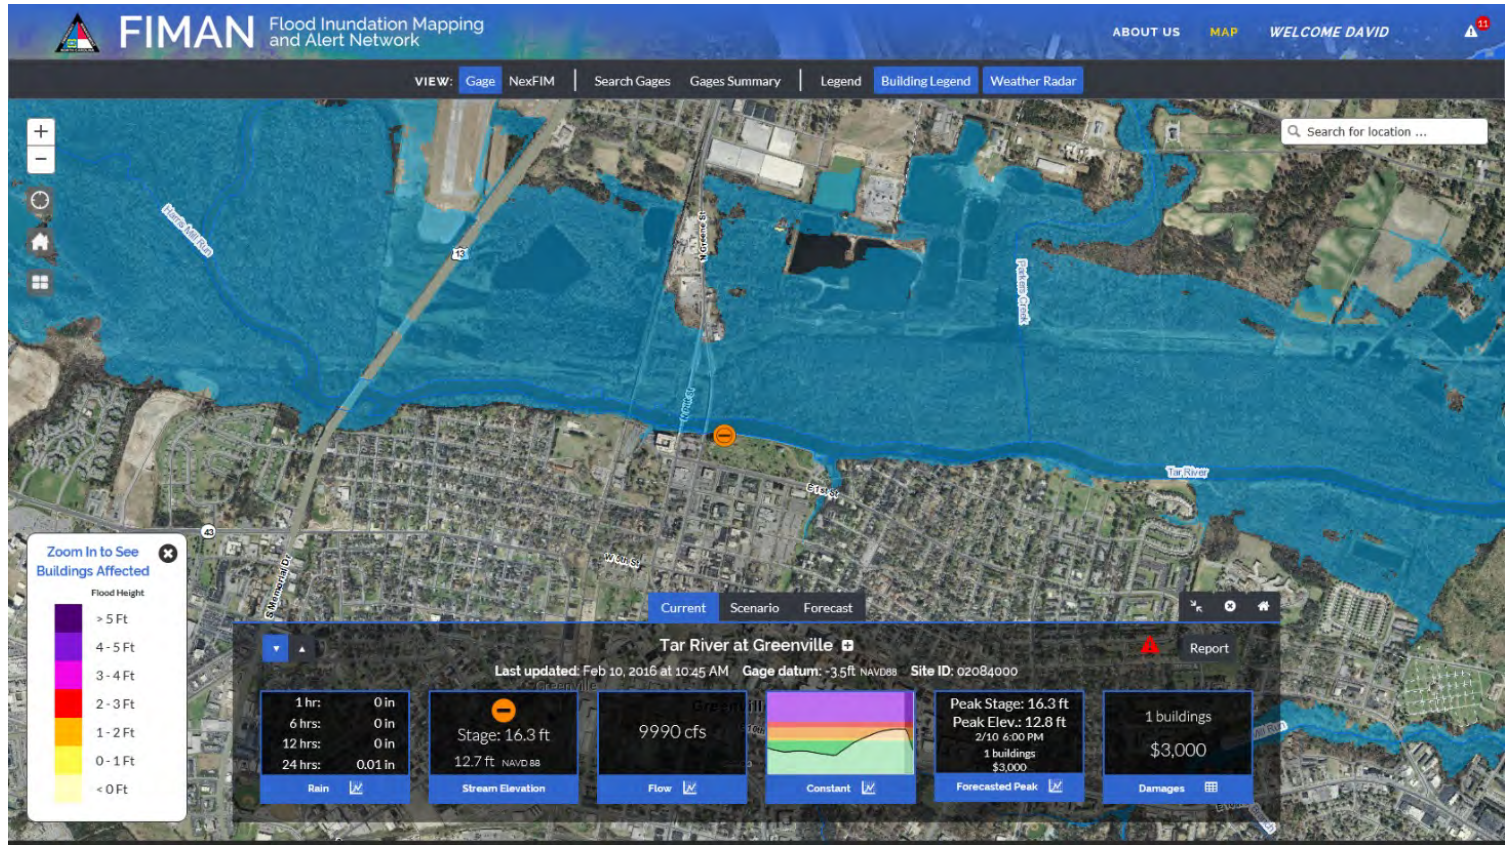 FIMAN
Flood Inundation Mapping
and Alert Network
ABOUT US
MAP
WELCOME DAVID
11
VIEW:
Gage
NexFIM
Search Gages
Gages Summary
Legend
Building Legend
Weather Radar
+
−
Search for location ...
Harris Mill Run
13
N Greene St
Parkers Creek
Tar River
E 1st St
43
W 5th St
S Memorial Dr
Zoom In to See
Buildings Affected
Flood Height
> 5 Ft
4 - 5 Ft
3 - 4 Ft
2 - 3 Ft
1 - 2 Ft
0 - 1 Ft
< 0 Ft
Current
Scenario
Forecast
Tar River at Greenville
Report
Last updated: Feb 10, 2016 at 10:45 AM Gage datum: -3.5ft NAVD88 Site ID: 02084000
1 hr: 0 in
6 hrs: 0 in
12 hrs: 0 in
24 hrs: 0.01 in
Rain
Stage: 16.3 ft
12.7 ft NAVD 88
Stream Elevation
9990 cfs
Flow
Constant
Peak Stage: 16.3 ft
Peak Elev.: 12.8 ft
2/10 6:00 PM
1 buildings
$3,000
Forecasted Peak
1 buildings
$3,000
Damages